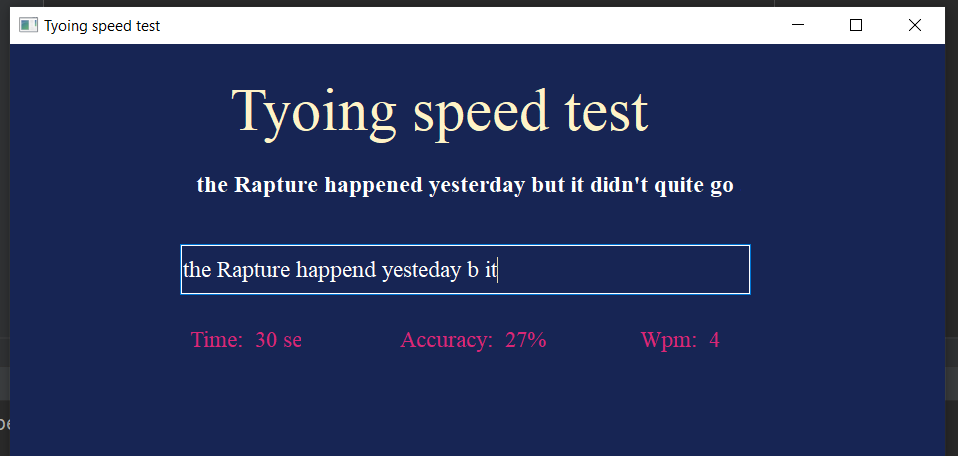 Tyoing speed test
Tyoing speed test
the Rapture happened yesterday but it didn't quite go
the Rapture happend yesteday b it
Time: 30 se Accuracy: 27% Wpm: 4